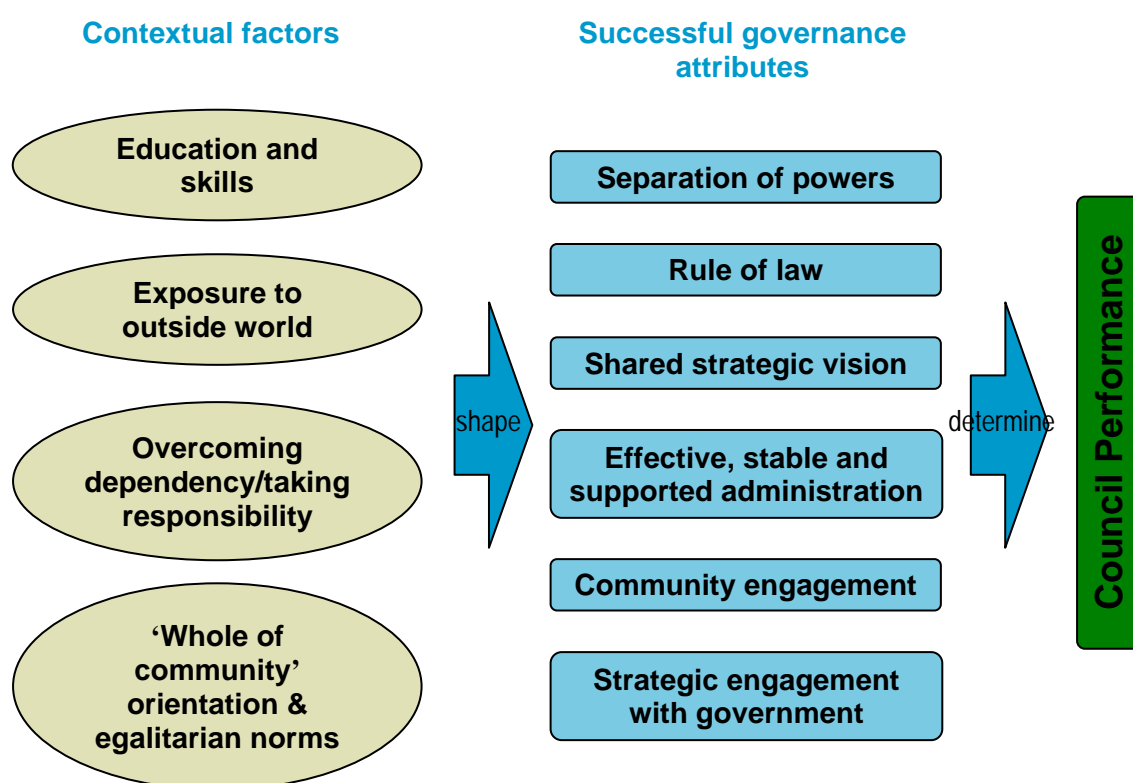 Contextual factors
Successful governance
attributes
Education and
skills
Exposure to
outside world
Overcoming
dependency/taking
responsibility
‘Whole of
community’
orientation &
egalitarian norms
shape
Separation of powers
Rule of law
Shared strategic vision
Effective, stable and
supported administration
Community engagement
Strategic engagement
with government
determine
Council Performance